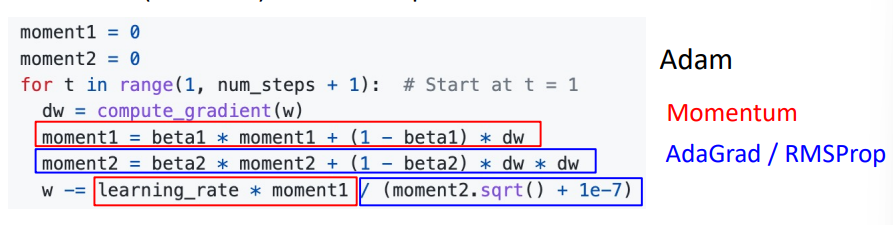 moment1 = 0
moment2 = 0
for t in range(1, num_steps + 1):  # Start at t = 1
  dw = compute_gradient(w)
  moment1 = beta1 * moment1 + (1 - beta1) * dw
  moment2 = beta2 * moment2 + (1 - beta2) * dw * dw
  w -= learning_rate * moment1 / (moment2.sqrt() + 1e-7)
Adam
Momentum
AdaGrad / RMSProp